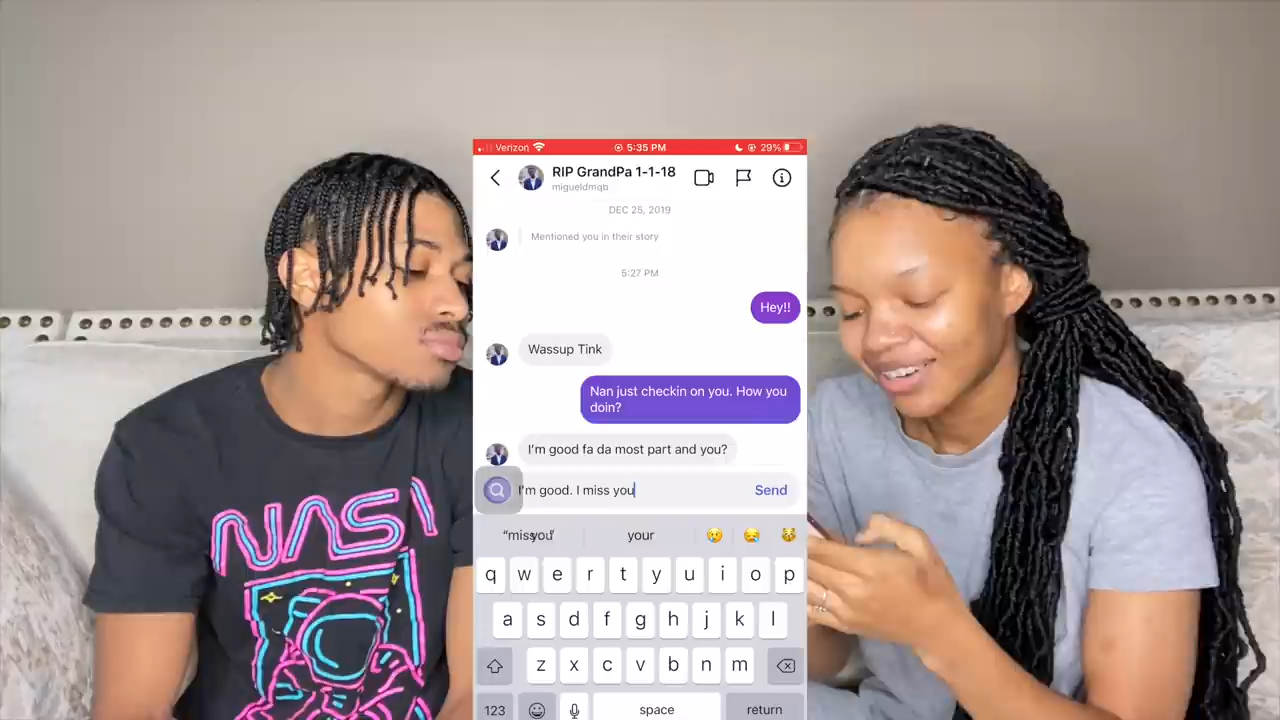 Verizon 5:35 PM 29%
RIP GrandPa 1-1-18
migueldmqb
DEC 25, 2019
Mentioned you in their story
5:27 PM
Hey!!
Wassup Tink
Nan just checkin on you. How you
doin?
I'm good fa da most part and you?
I'm good. I miss you Send
your
q w e r t y u i o p
a s d f g h j k l
z x c v b n m
123 space return
NASA